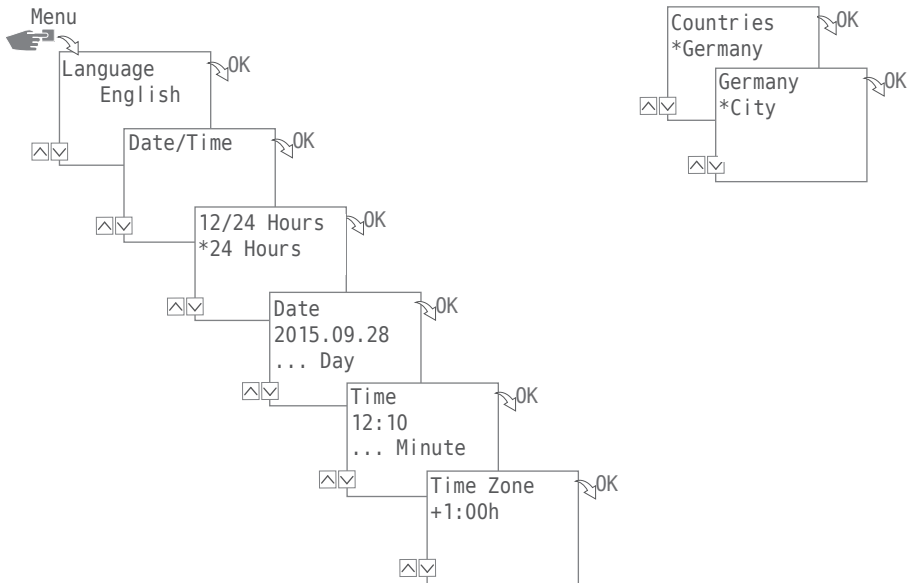 Menu
Language
English
OK
Date/Time
OK
12/24 Hours
*24 Hours
OK
Date
2015.09.28
... Day
OK
Time
12:10
... Minute
OK
Time Zone
+1:00h
OK
Countries
*Germany
OK
Germany
*City
OK